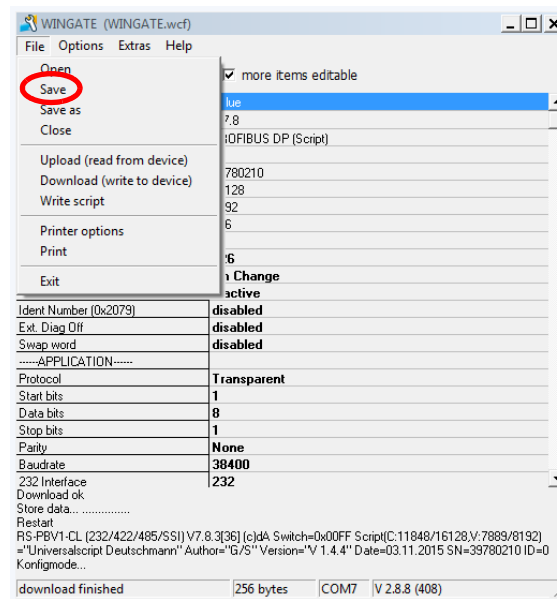 WINGATE (WINGATE.wcf)
File Options Extras Help
Open
Save
Save as
Close
Upload (read from device)
Download (write to device)
Write script
Printer options
Print
Exit
more items editable
lue
7.8
OFIBUS DP (Script)
780210
128
92
6
26
Change
active
Ident Number (0x2079) disabled
Ext. Diag Off disabled
Swap word disabled
------APPLICATION------
Protocol Transparent
Start bits 1
Data bits 8
Stop bits 1
Parity None
Baudrate 38400
232 Interface 232
Download ok
Store data... ...............
Restart
RS-PBV1-CL (232/422/485/SSI) V7.8.3[36] (c)dA Switch=0x00FF Script(C:11848/16128,V:7889/8192)
="Universalscript Deutschmann" Author="G/S" Version="V 1.4.4" Date=03.11.2015 SN=39780210 ID=0
Konfigmode...
download finished 256 bytes COM7 V 2.8.8 (408)